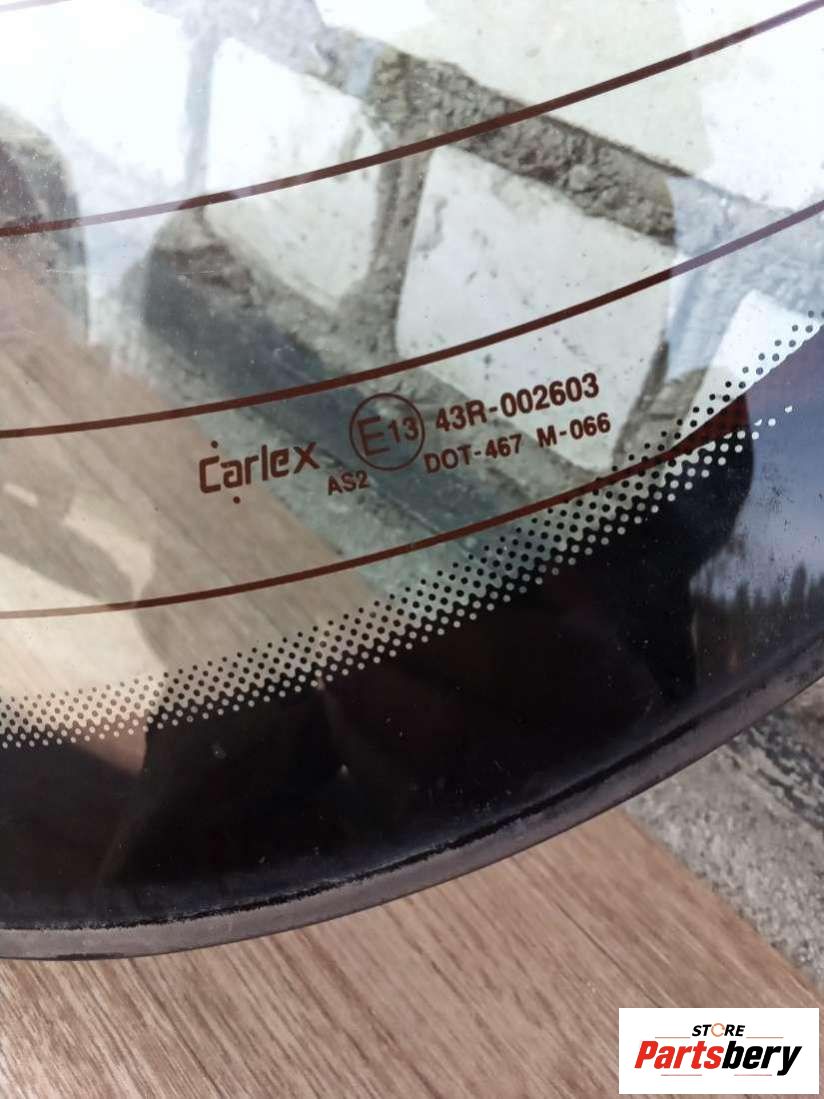 Carlex E13 43R-002603
AS2 DOT-467 M-066
STORE
Partsbery